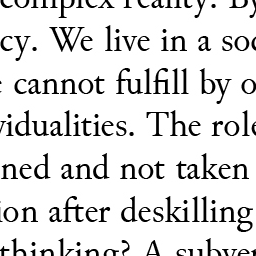 complex reality. By
cy. We live in a soc
cannot fulfill by o
vidualities. The role
ned and not taken
ion after deskilling
thinking? A subver